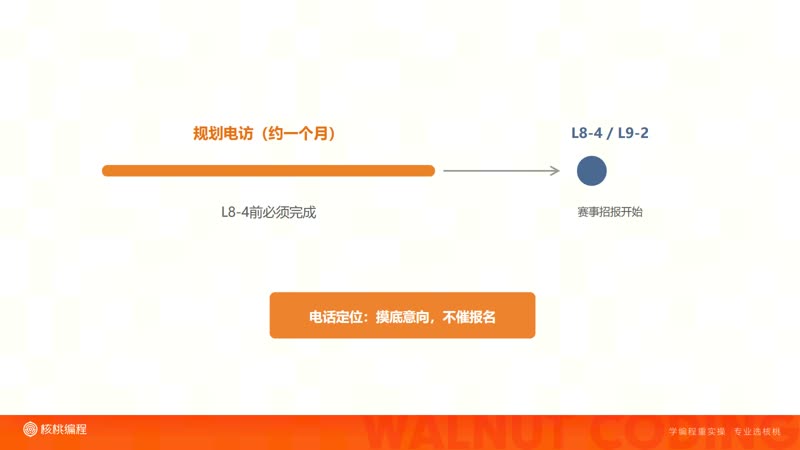 规划电访（约一个月）
L8-4 / L9-2
L8-4前必须完成
赛事招报开始
电话定位：摸底意向，不催报名
核桃编程
WALNUT CODING
学编程重实操 专业选核桃